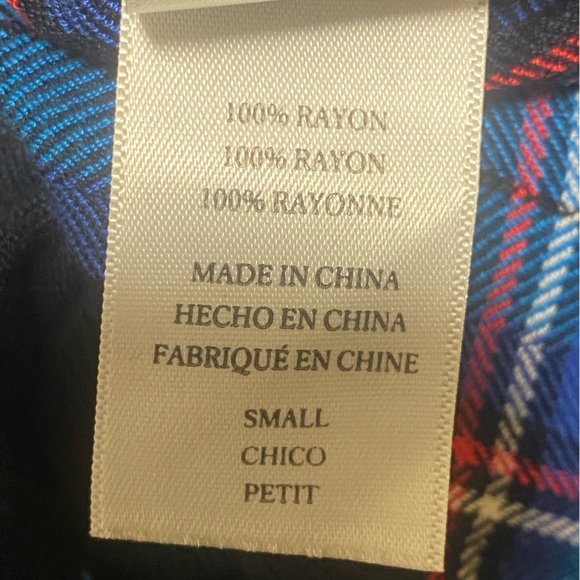 100% RAYON
100% RAYON
100% RAYONNE
MADE IN CHINA
HECHO EN CHINA
FABRIQUÉ EN CHINE
SMALL
CHICO
PETIT